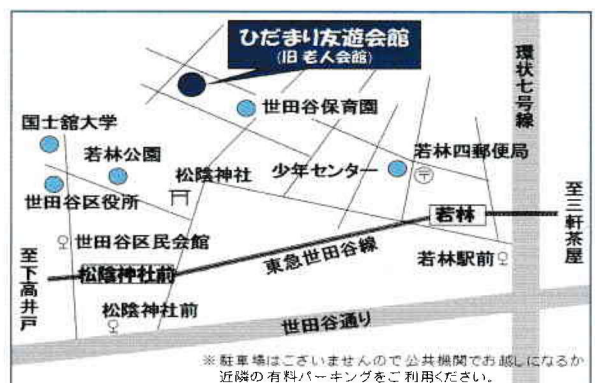 ひだまり友遊会館
(旧 老人会館)
環状七号線
世田谷保育園
国士舘大学
若林公園
松陰神社
少年センター
若林四郵便局
世田谷区役所
若林
至三軒茶屋
世田谷区民会館
東急世田谷線
若林駅前
至下高井戸
松陰神社前
松陰神社前
世田谷通り
※駐車場はございませんので公共機関でお越しになるか
近隣の有料パーキングをご利用ください。